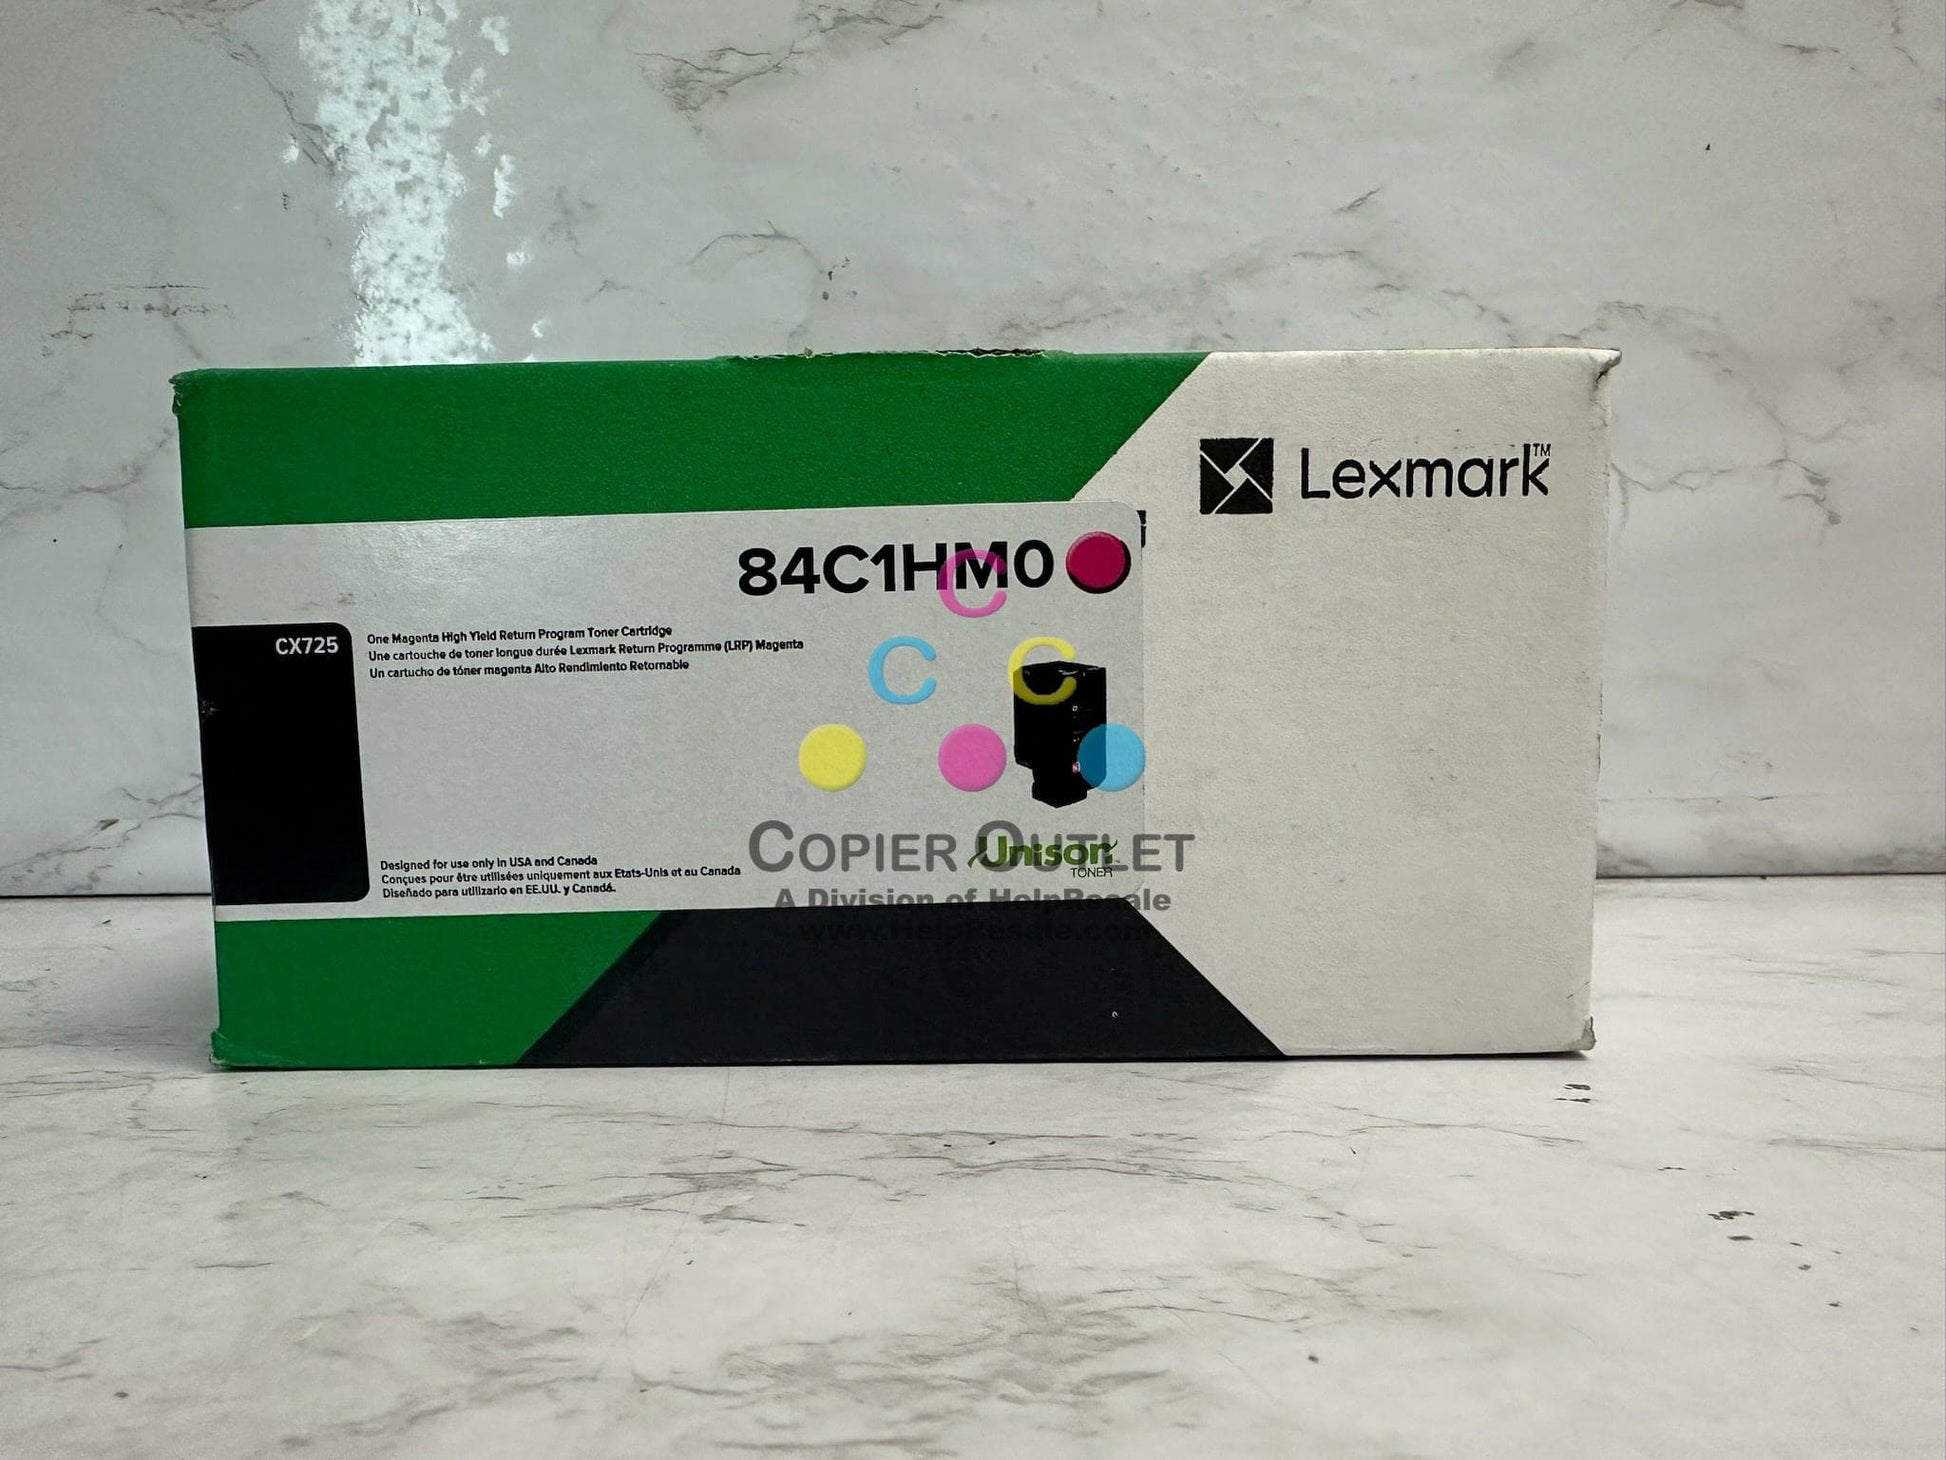 Lexmark™
84C1HM0
CX725
One Magenta High Yield Return Program Toner Cartridge
Une cartouche de toner longue durée Lexmark Return Programme (LRP) Magenta
Un cartucho de tóner magenta Alto Rendimiento Retornable
C
C C
COPIER OUTLET
Unison
TONER
A Division of HelpResale
www.HelpResale.com
Designed for use only in USA and Canada
Conçues pour être utilisées uniquement aux Etats-Unis et au Canada
Diseñado para utilizarlo en EE.UU. y Canadá.